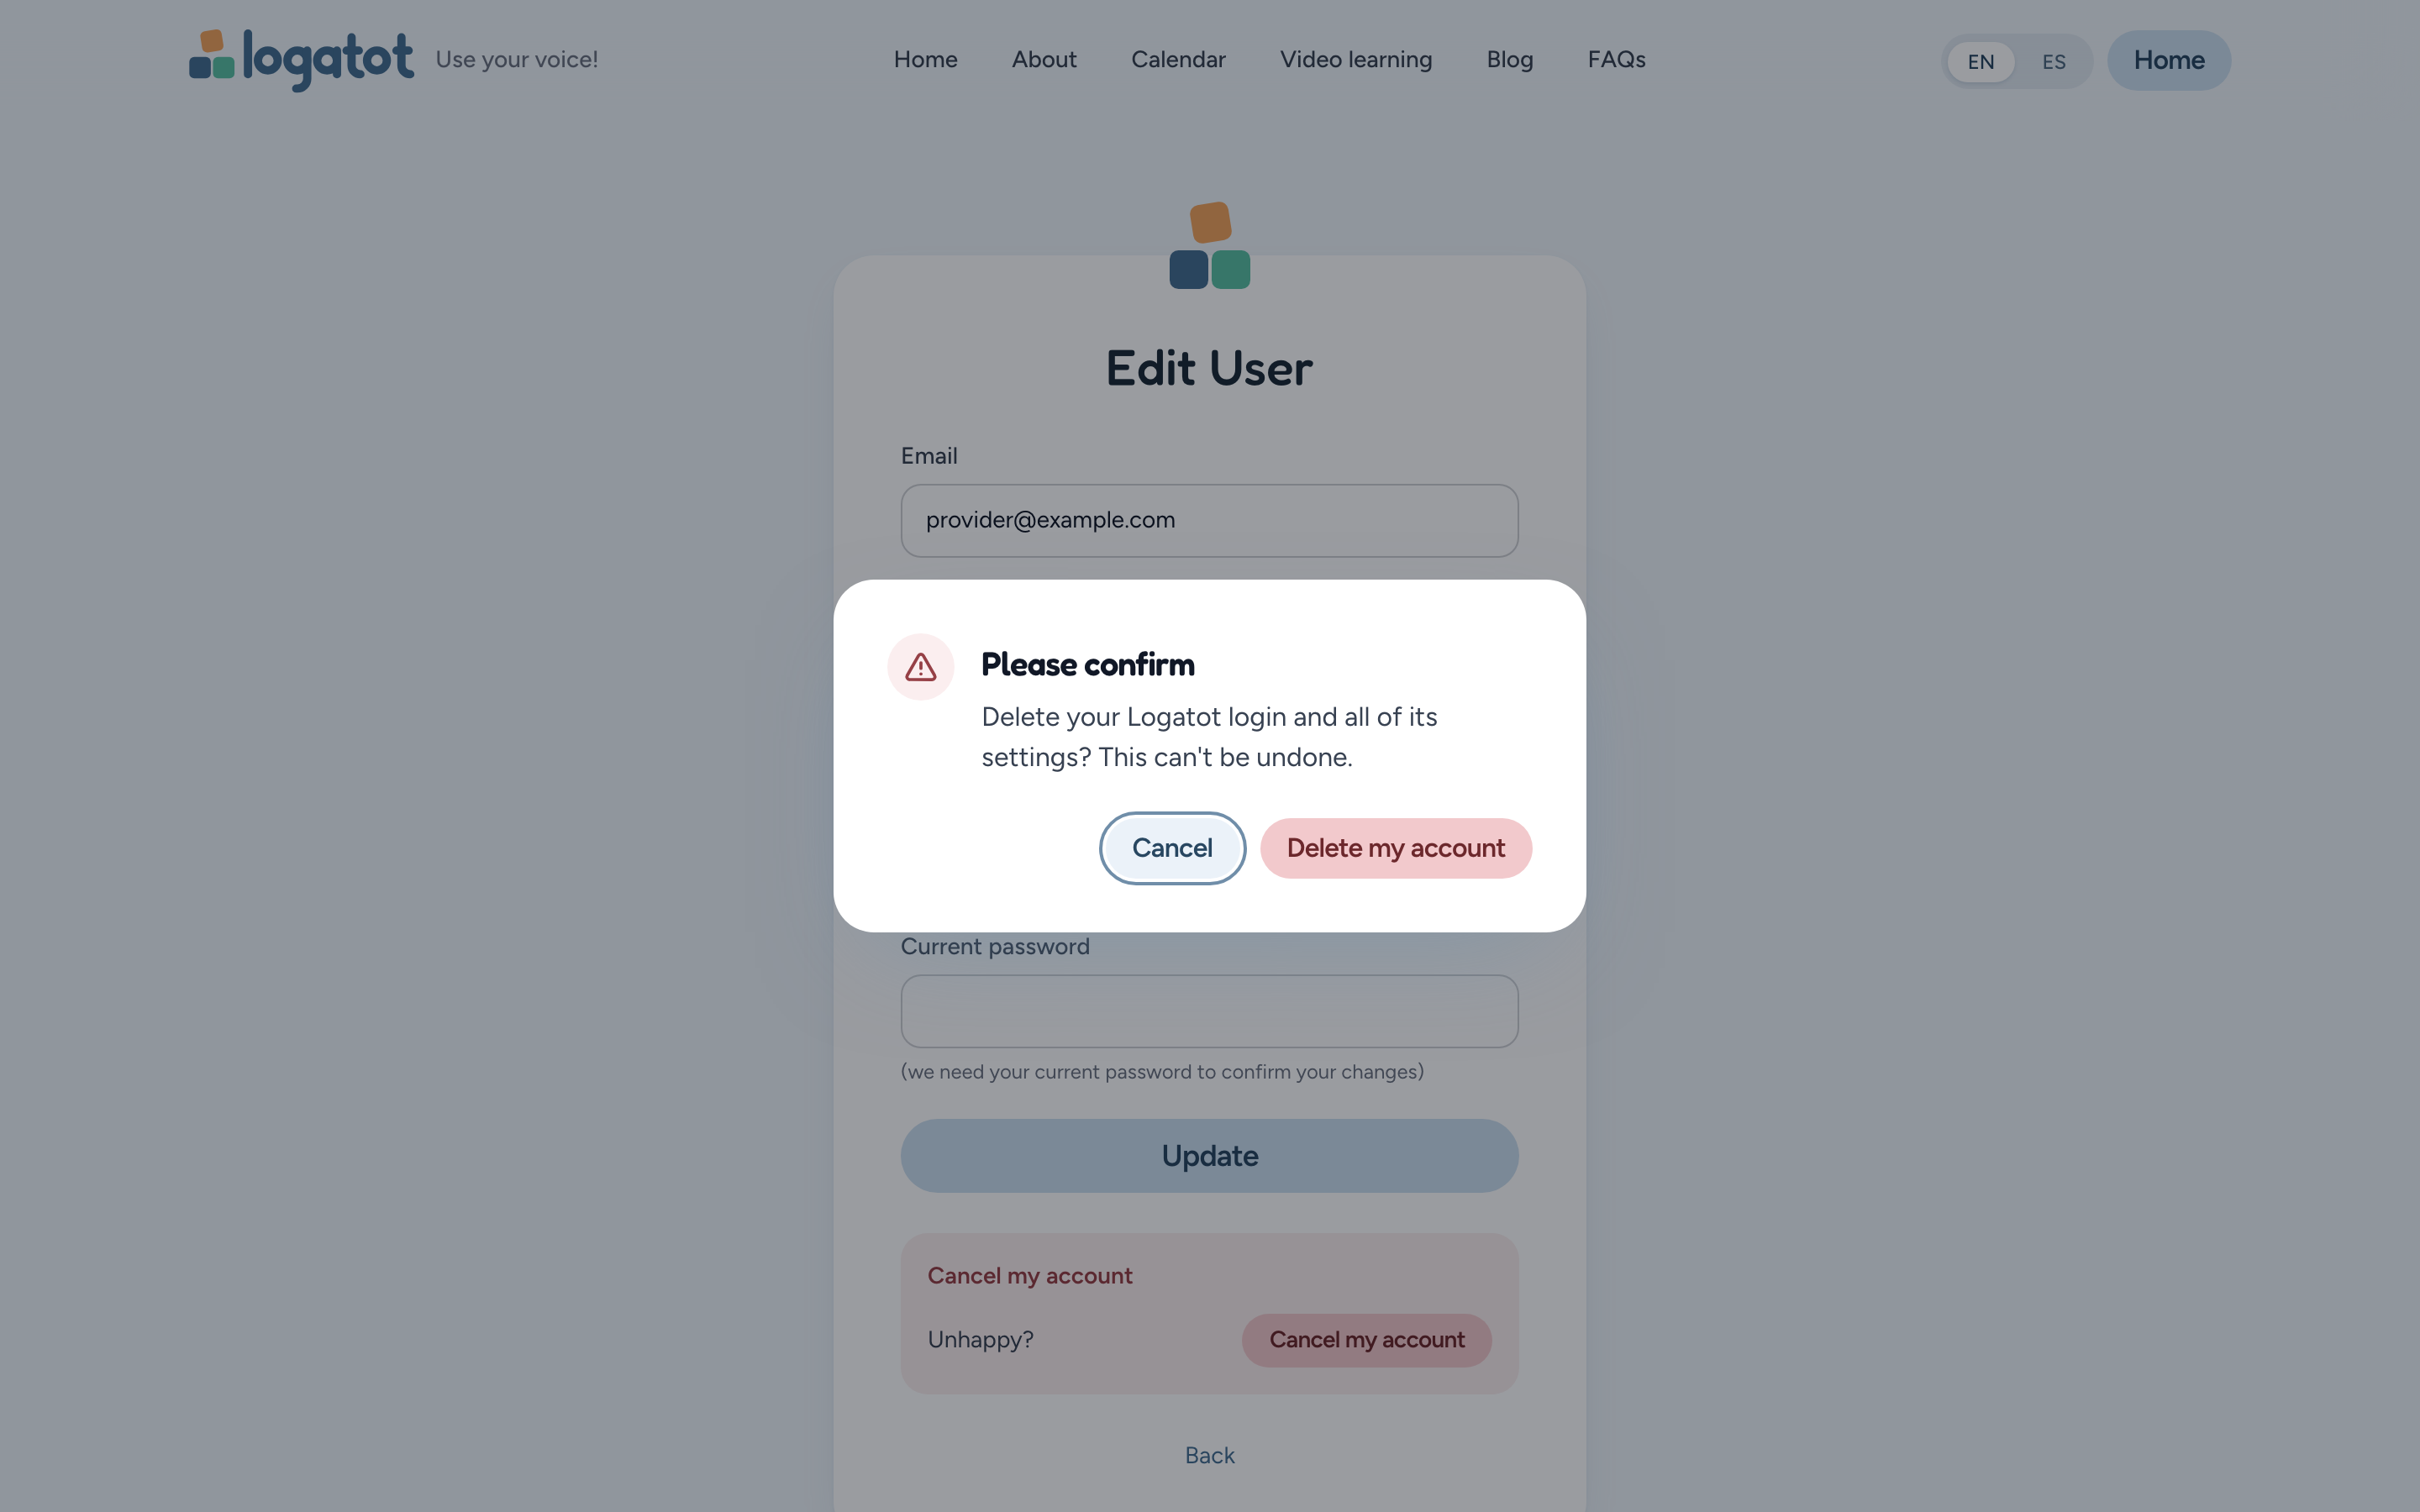 logatot Use your voice! Home About Calendar Video learning Blog FAQs EN ES Home
Edit User
Email
provider@example.com
Please confirm
Delete your Logatot login and all of its
settings? This can't be undone.
Cancel Delete my account
Current password
(we need your current password to confirm your changes)
Update
Cancel my account
Unhappy? Cancel my account
Back